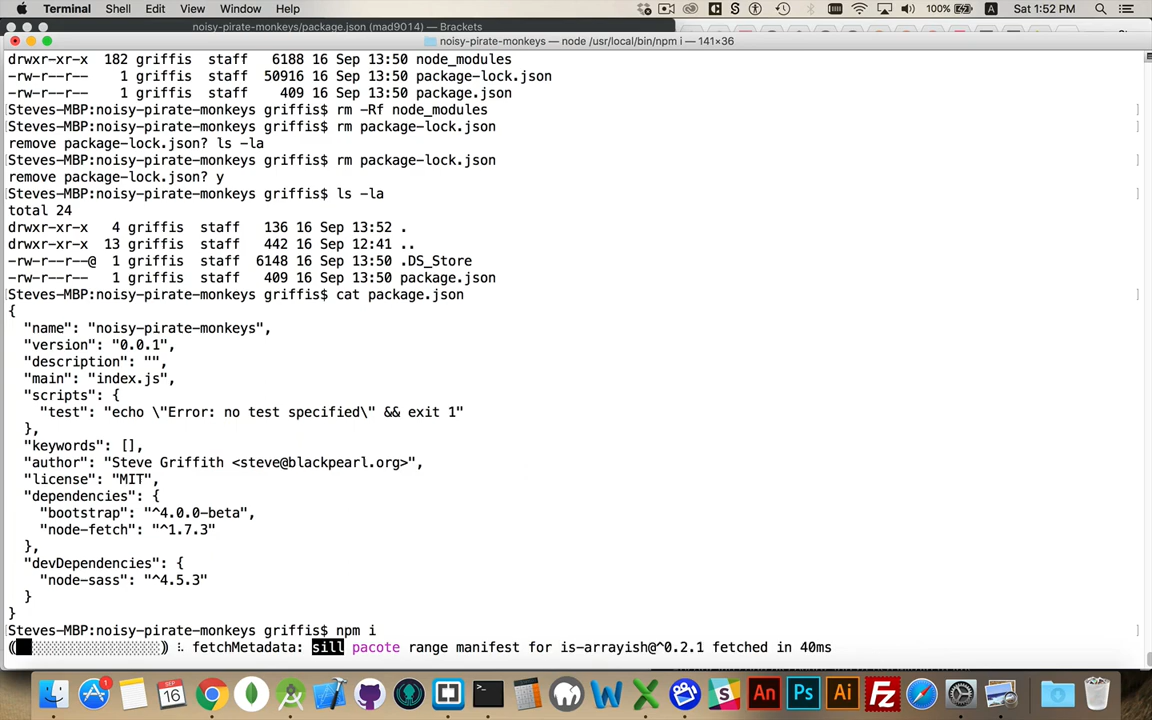 Terminal Shell Edit View Window Help 100% Sat 1:52 PM
noisy-pirate-monkeys/package.json (mad9014) — Brackets
noisy-pirate-monkeys — node /usr/local/bin/npm i — 141×36
drwxr-xr-x 182 griffis staff 6188 16 Sep 13:50 node_modules
-rw-r--r-- 1 griffis staff 50916 16 Sep 13:50 package-lock.json
-rw-r--r-- 1 griffis staff 409 16 Sep 13:50 package.json
Steves-MBP:noisy-pirate-monkeys griffis$ rm -Rf node_modules
Steves-MBP:noisy-pirate-monkeys griffis$ rm package-lock.json
remove package-lock.json? ls -la
Steves-MBP:noisy-pirate-monkeys griffis$ rm package-lock.json
remove package-lock.json? y
Steves-MBP:noisy-pirate-monkeys griffis$ ls -la
total 24
drwxr-xr-x 4 griffis staff 136 16 Sep 13:52 .
drwxr-xr-x 13 griffis staff 442 16 Sep 12:41 ..
-rw-r--r--@ 1 griffis staff 6148 16 Sep 13:50 .DS_Store
-rw-r--r-- 1 griffis staff 409 16 Sep 13:50 package.json
Steves-MBP:noisy-pirate-monkeys griffis$ cat package.json
{
"name": "noisy-pirate-monkeys",
"version": "0.0.1",
"description": "",
"main": "index.js",
"scripts": {
"test": "echo \"Error: no test specified\" && exit 1"
},
"keywords": [],
"author": "Steve Griffith <steve@blackpearl.org>",
"license": "MIT",
"dependencies": {
"bootstrap": "^4.0.0-beta",
"node-fetch": "^1.7.3"
},
"devDependencies": {
"node-sass": "^4.5.3"
}
}
Steves-MBP:noisy-pirate-monkeys griffis$ npm i
fetchMetadata: sill pacote range manifest for is-arrayish@^0.2.1 fetched in 40ms
SEP
16
An Ps Ai Fz